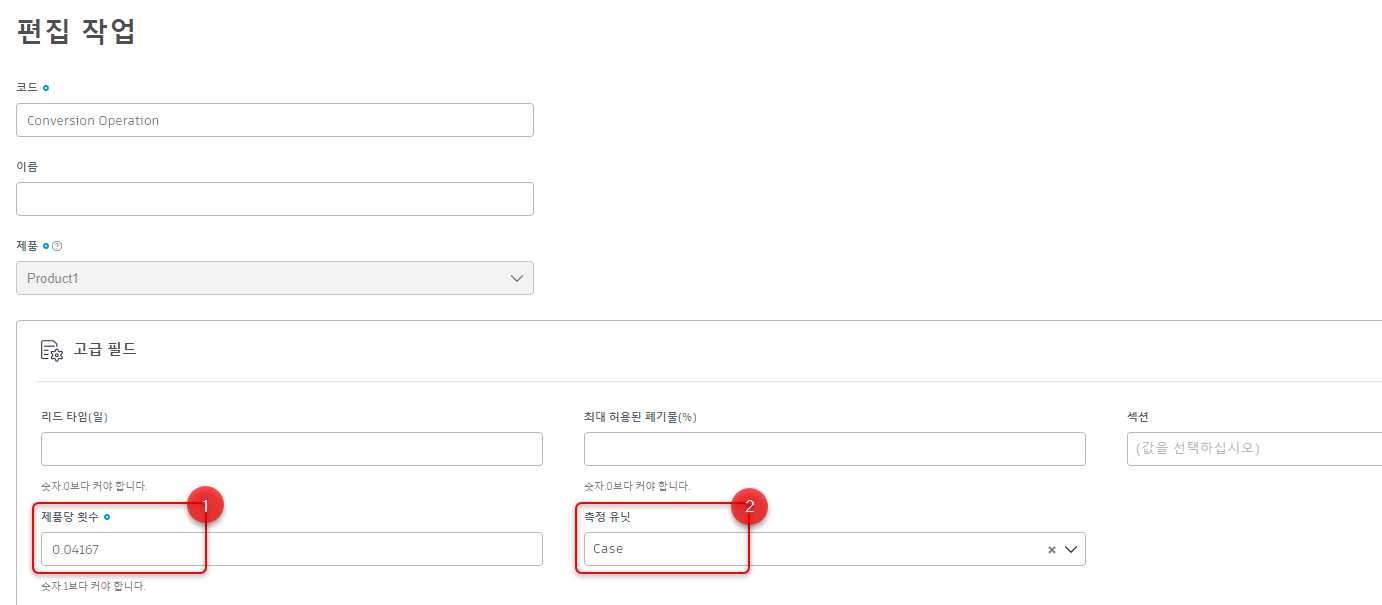 편집 작업
코드
Conversion Operation
이름
제품
Product1
고급 필드
리드 타임(일)
최대 허용된 폐기물(%)
섹션
(값을 선택하십시오)
숫자.0보다 커야 합니다.
숫자.0보다 커야 합니다.
1
2
제품당 횟수
측정 유닛
0.04167
Case
숫자.1보다 커야 합니다.